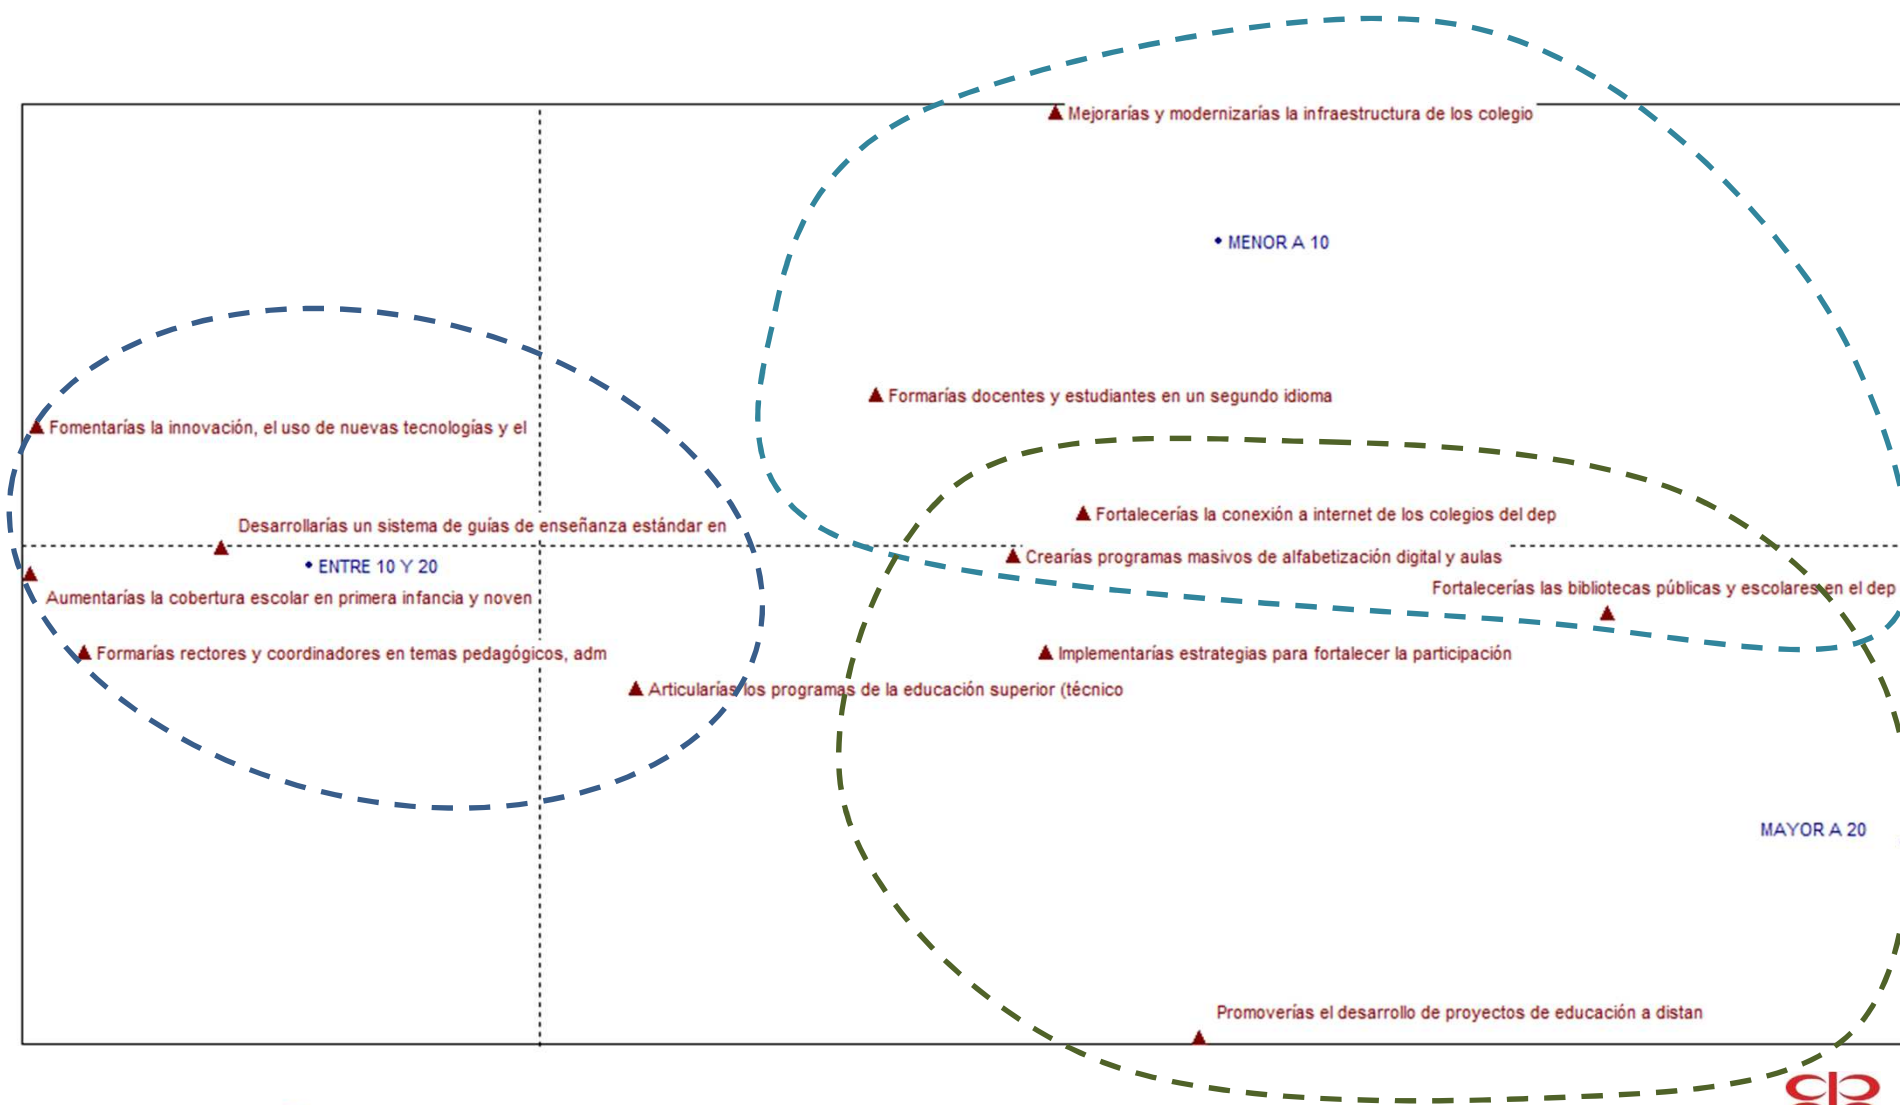 Mejorarías y modernizarías la infraestructura de los colegio
MENOR A 10
Formarías docentes y estudiantes en un segundo idioma
Fomentarías la innovación, el uso de nuevas tecnologías y el
Fortalecerías la conexión a internet de los colegios del dep
Desarrollarías un sistema de guías de enseñanza estándar en
Crearías programas masivos de alfabetización digital y aulas
ENTRE 10 Y 20
Fortalecerías las bibliotecas públicas y escolares en el dep
Aumentarías la cobertura escolar en primera infancia y noven
Formarías rectores y coordinadores en temas pedagógicos, adm
Implementarías estrategias para fortalecer la participación
Articularías los programas de la educación superior (técnico
MAYOR A 20
Promoverías el desarrollo de proyectos de educación a distan